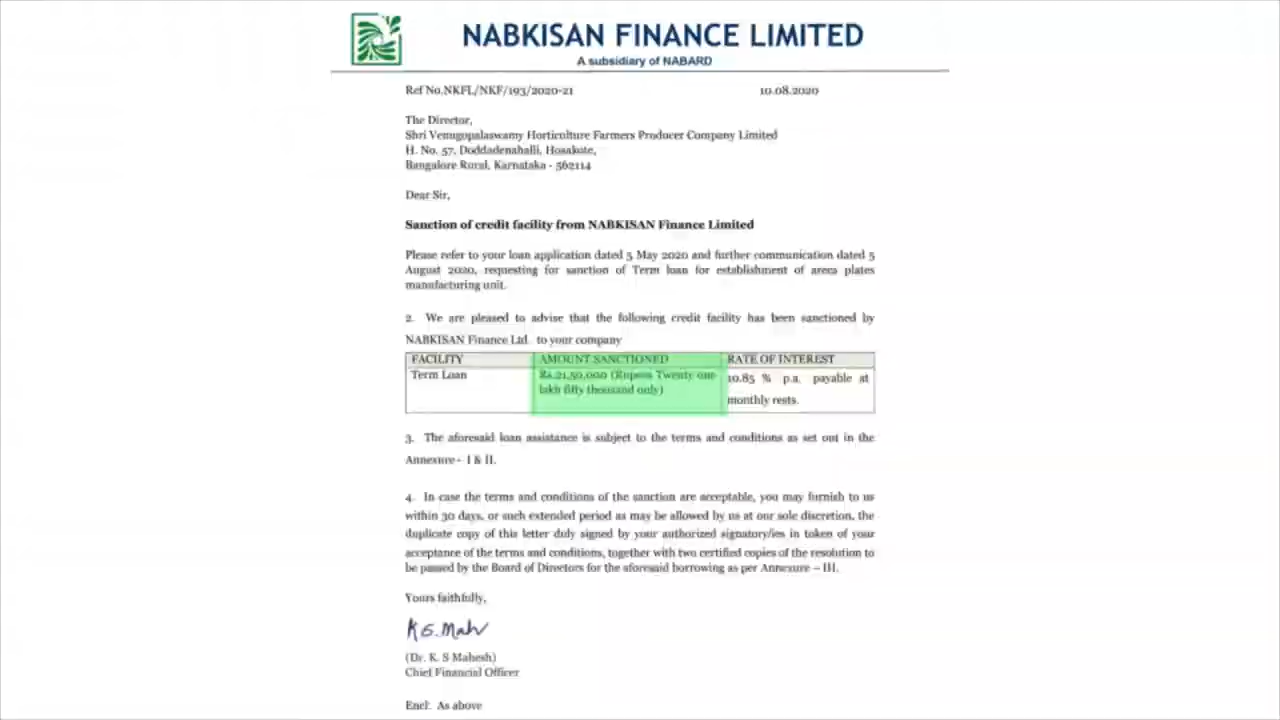 NABKISAN FINANCE LIMITED
A subsidiary of NABARD
Ref No.NKFL/NKF/193/2020-21 10.08.2020
The Director,
Shri Venugopalaswamy Horticulture Farmers Producer Company Limited
H. No. 57, Doddadenahalli, Hosakote,
Bangalore Rural, Karnataka - 562114
Dear Sir,
Sanction of credit facility from NABKISAN Finance Limited
Please refer to your loan application dated 5 May 2020 and further communication dated 5
August 2020, requesting for sanction of Term loan for establishment of areca plates
manufacturing unit.
2. We are pleased to advise that the following credit facility has been sanctioned by
NABKISAN Finance Ltd. to your company
FACILITY AMOUNT SANCTIONED RATE OF INTEREST
Term Loan Rs.21,50,000 (Rupees Twenty one 10.85 % p.a. payable at
lakh fifty thousand only) monthly rests.
3. The aforesaid loan assistance is subject to the terms and conditions as set out in the
Annexure- I & II.
4. In case the terms and conditions of the sanction are acceptable, you may furnish to us
within 30 days, or such extended period as may be allowed by us at our sole discretion, the
duplicate copy of this letter duly signed by your authorized signatory/ies in token of your
acceptance of the terms and conditions, together with two certified copies of the resolution to
be passed by the Board of Directors for the aforesaid borrowing as per Annexure – III.
Yours faithfully,
K S. Mah
(Dr. K. S Mahesh)
Chief Financial Officer
Encl: As above